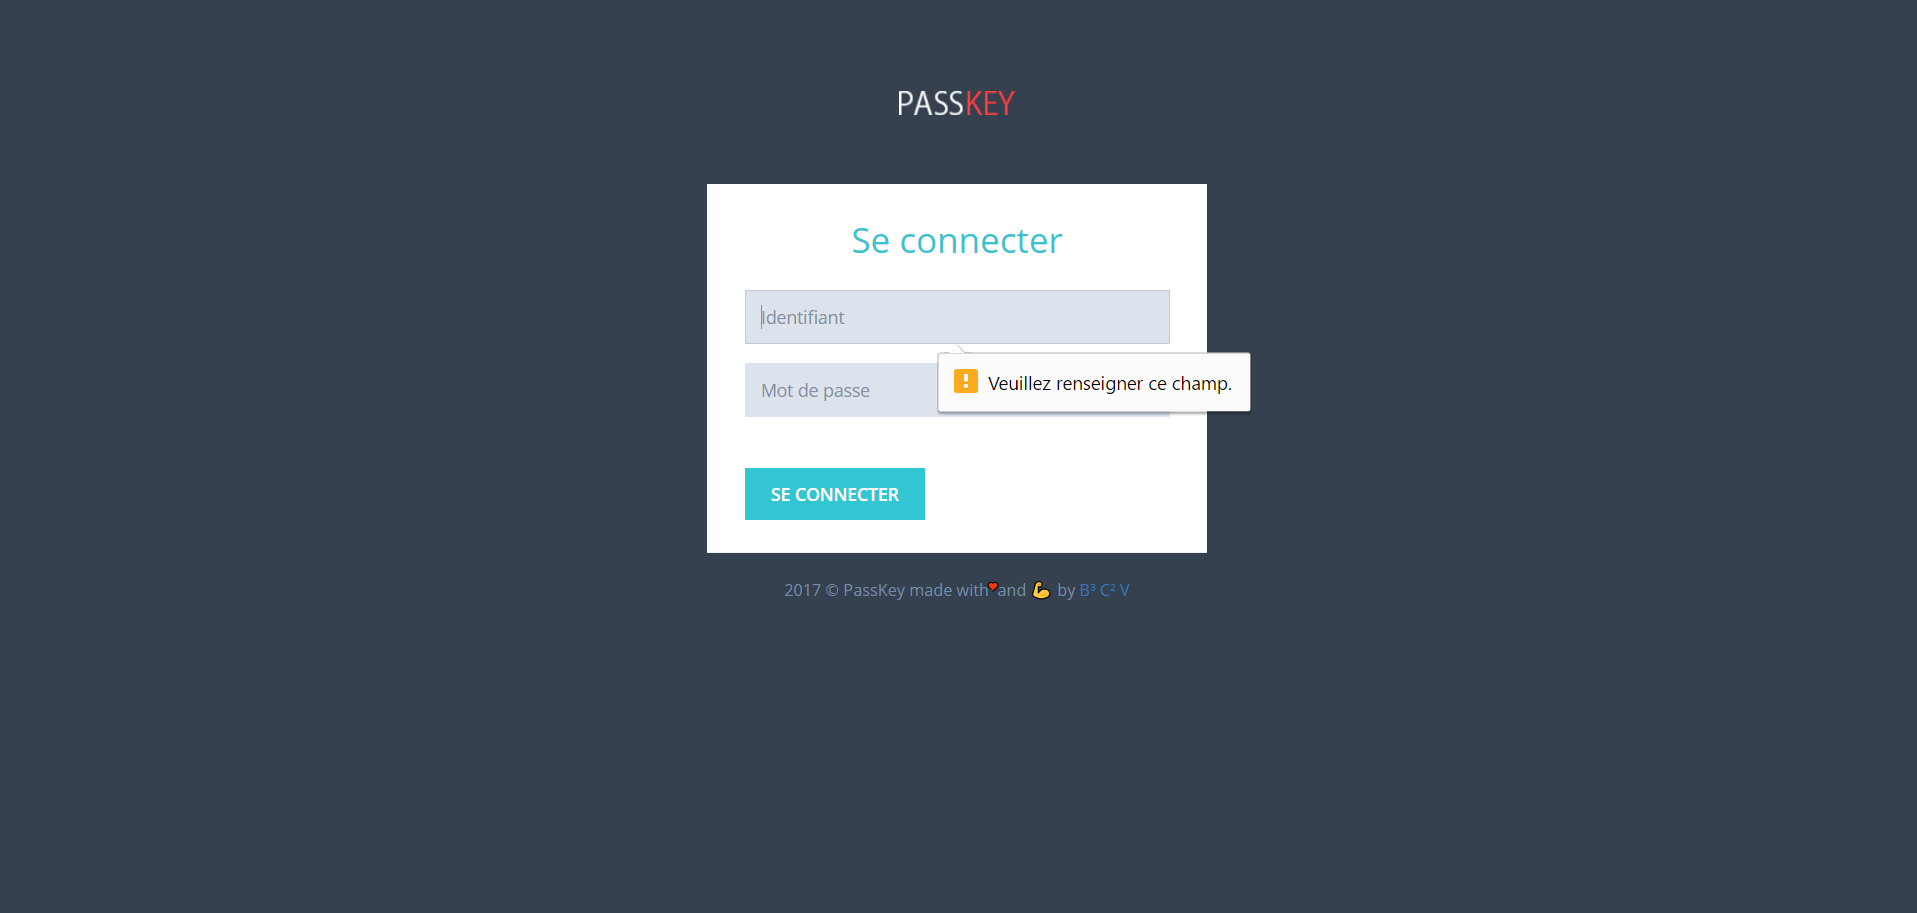 PASSKEY
Se connecter
Identifiant
Veuillez renseigner ce champ.
Mot de passe
SE CONNECTER
2017 © PassKey made with❤and 💪 by B³ C² V